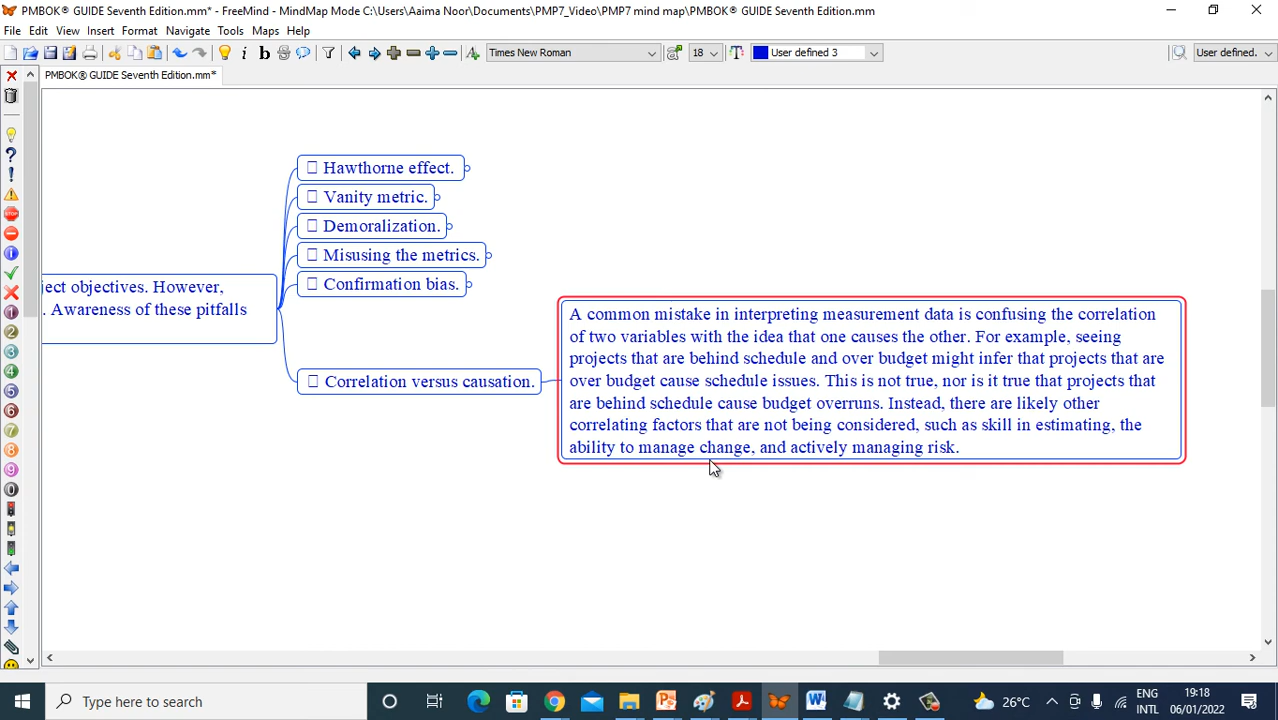 PMBOK® GUIDE Seventh Edition.mm* - FreeMind - MindMap Mode C:\Users\Aaima Noor\Documents\PMP7_Video\PMP7 mind map\PMBOK® GUIDE Seventh Edition.mm
File Edit View Insert Format Navigate Tools Maps Help
Times New Roman 18 User defined 3 User defined.
PMBOK® GUIDE Seventh Edition.mm*
Hawthorne effect.
Vanity metric.
Demoralization.
Misusing the metrics.
Confirmation bias.
ject objectives. However,
. Awareness of these pitfalls
Correlation versus causation.
A common mistake in interpreting measurement data is confusing the correlation
of two variables with the idea that one causes the other. For example, seeing
projects that are behind schedule and over budget might infer that projects that are
over budget cause schedule issues. This is not true, nor is it true that projects that
are behind schedule cause budget overruns. Instead, there are likely other
correlating factors that are not being considered, such as skill in estimating, the
ability to manage change, and actively managing risk.
Type here to search
26°C
ENG
INTL
19:18
06/01/2022